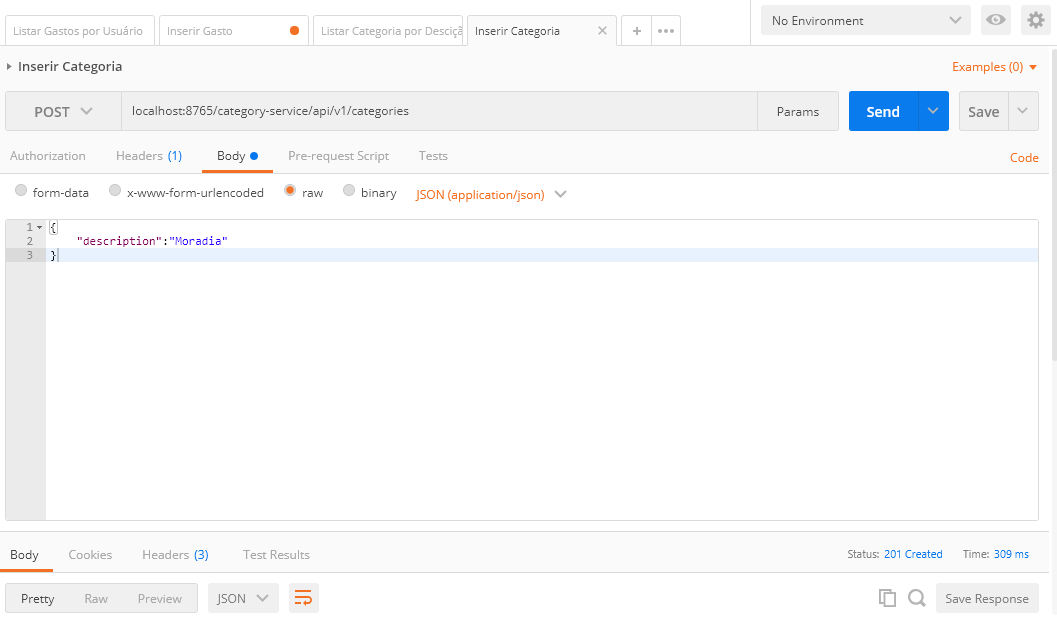 Listar Gastos por Usuário Inserir Gasto Listar Categoria por Descição Inserir Categoria No Environment
Inserir Categoria Examples (0)
POST localhost:8765/category-service/api/v1/categories Params Send Save
Authorization Headers (1) Body Pre-request Script Tests Code
form-data x-www-form-urlencoded raw binary JSON (application/json)
1 {
2 "description":"Moradia"
3 }
Body Cookies Headers (3) Test Results Status: 201 Created Time: 309 ms
Pretty Raw Preview JSON Save Response